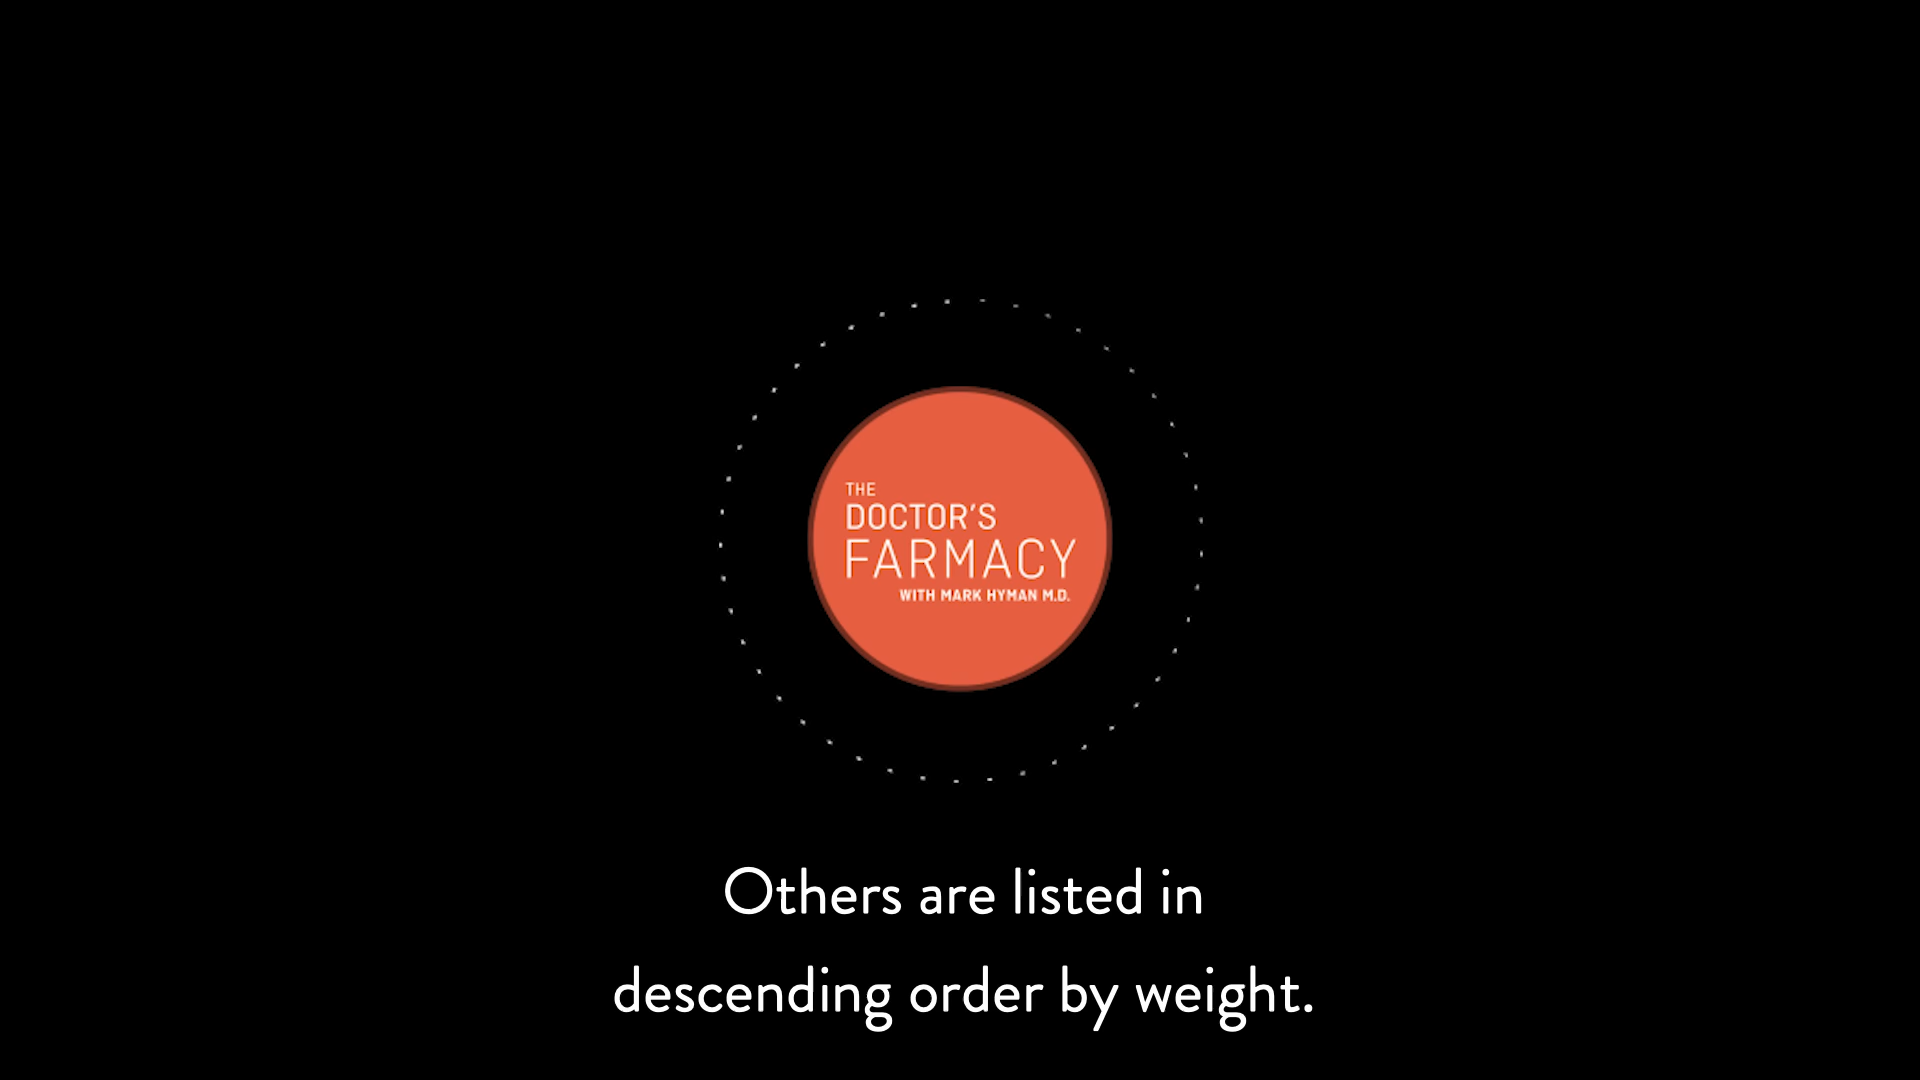 THE
DOCTOR'S
FARMACY
WITH MARK HYMAN M.D.
Others are listed in
descending order by weight.